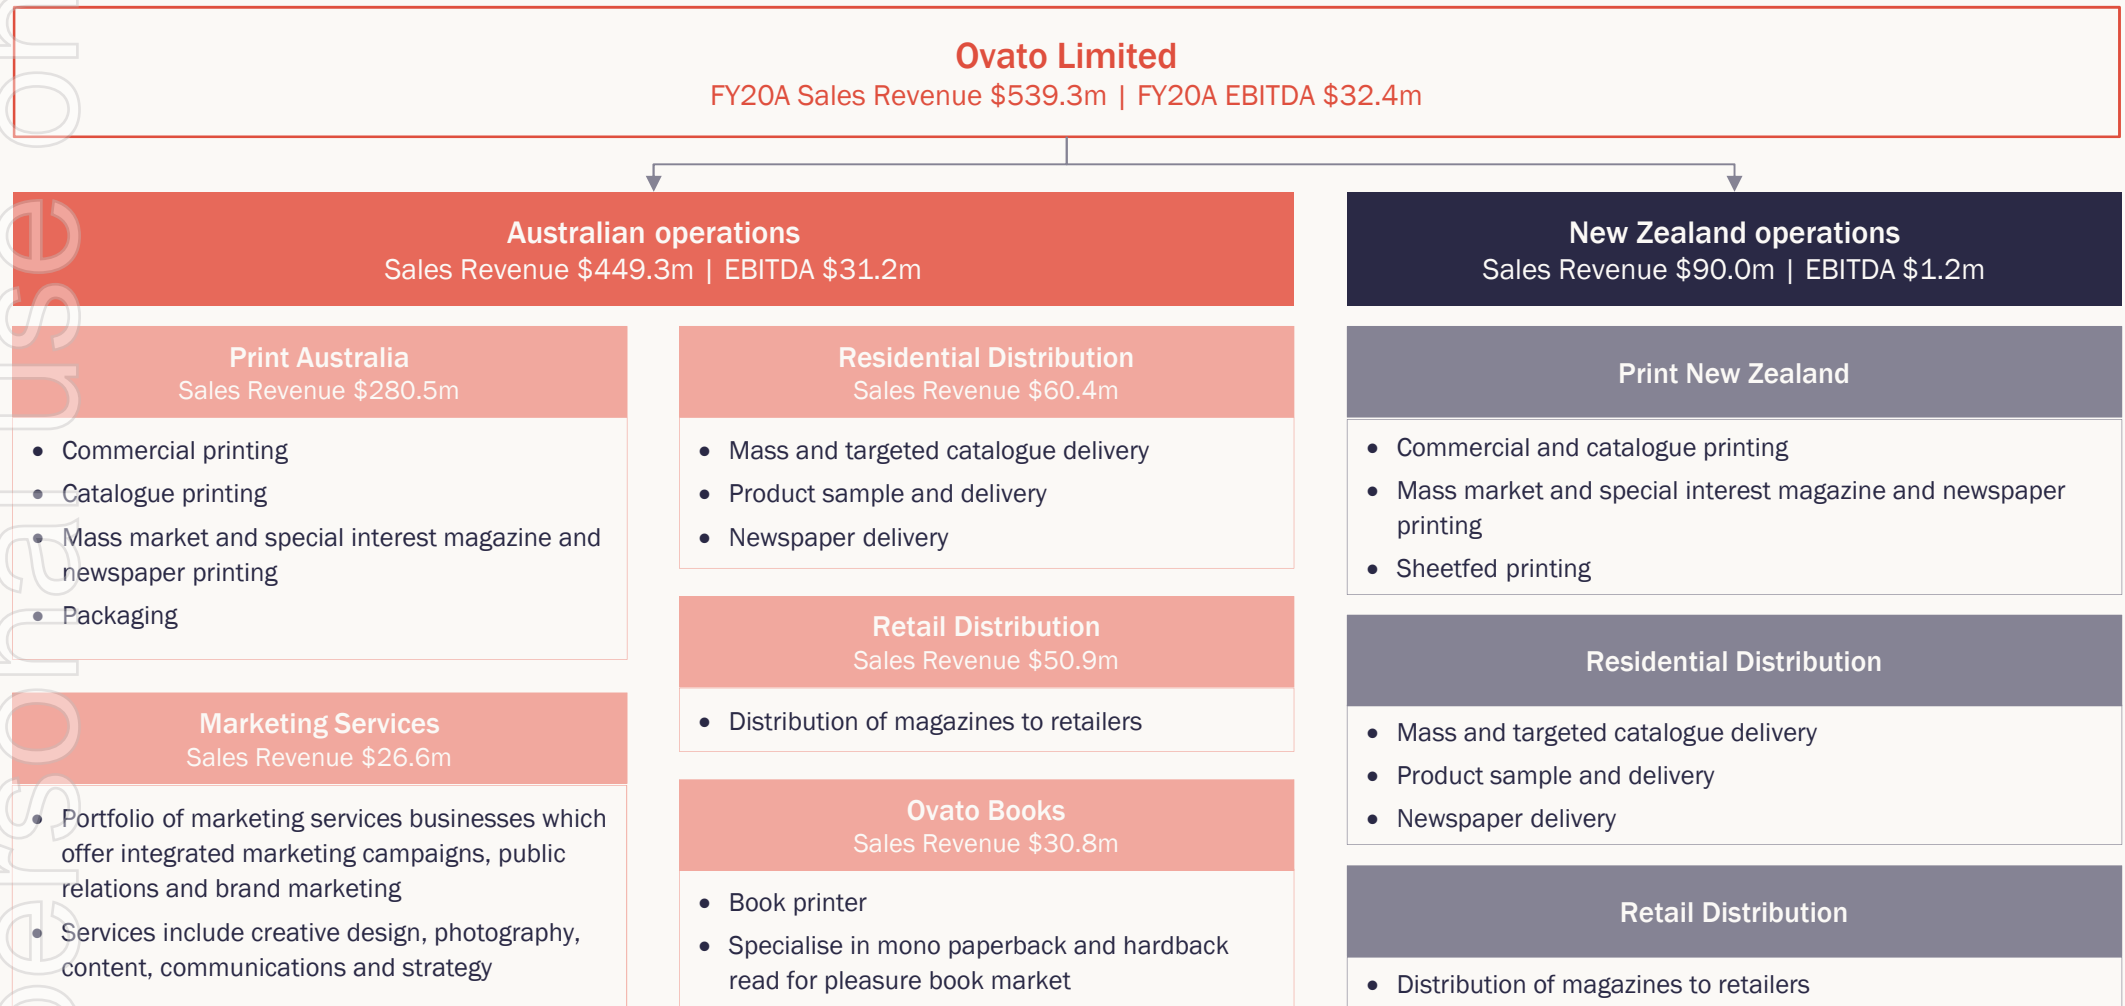 Ovato Limited
FY20A Sales Revenue $539.3m | FY20A EBITDA $32.4m
Australian operations
Sales Revenue $449.3m | EBITDA $31.2m
Print Australia
Sales Revenue $280.5m
• Commercial printing
• Catalogue printing
• Mass market and special interest magazine and
newspaper printing
• Packaging
Marketing Services
Sales Revenue $26.6m
• Portfolio of marketing services businesses which
offer integrated marketing campaigns, public
relations and brand marketing
• Services include creative design, photography,
content, communications and strategy
Residential Distribution
Sales Revenue $60.4m
• Mass and targeted catalogue delivery
• Product sample and delivery
• Newspaper delivery
Retail Distribution
Sales Revenue $50.9m
• Distribution of magazines to retailers
Ovato Books
Sales Revenue $30.8m
• Book printer
• Specialise in mono paperback and hardback
read for pleasure book market
New Zealand operations
Sales Revenue $90.0m | EBITDA $1.2m
Print New Zealand
• Commercial and catalogue printing
• Mass market and special interest magazine and newspaper
printing
• Sheetfed printing
Residential Distribution
• Mass and targeted catalogue delivery
• Product sample and delivery
• Newspaper delivery
Retail Distribution
• Distribution of magazines to retailers
ersonal use on